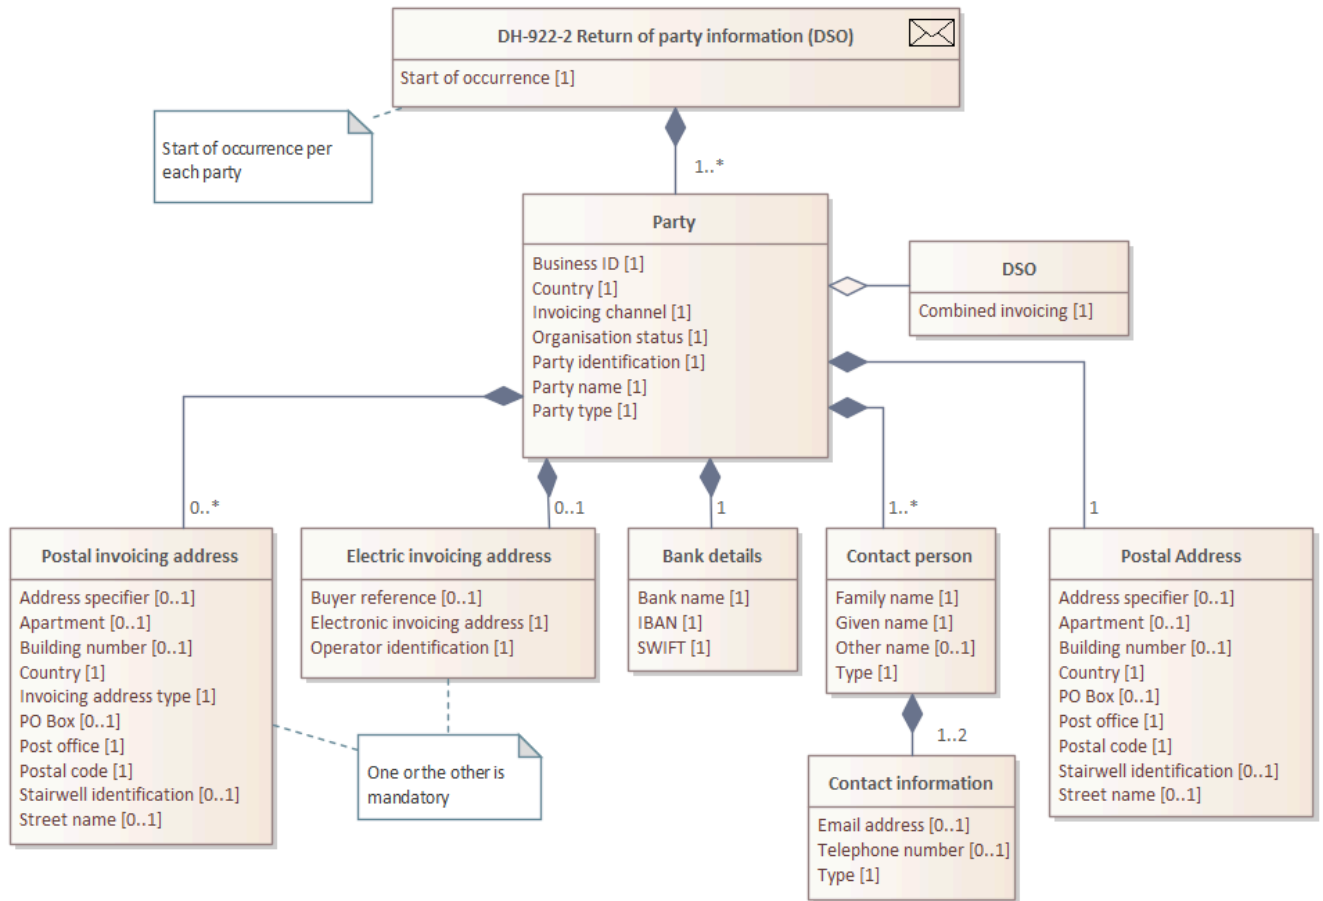 DH-922-2 Return of party information (DSO)
Start of occurrence [1]
Start of occurrence per
each party
1..*
Party
Business ID [1]
Country [1]
Invoicing channel [1]
Organisation status [1]
Party identification [1]
Party name [1]
Party type [1]
DSO
Combined invoicing [1]
0..*
0..1
1
1..*
1
Postal invoicing address
Address specifier [0..1]
Apartment [0..1]
Building number [0..1]
Country [1]
Invoicing address type [1]
PO Box [0..1]
Post office [1]
Postal code [1]
Stairwell identification [0..1]
Street name [0..1]
Electric invoicing address
Buyer reference [0..1]
Electronic invoicing address [1]
Operator identification [1]
One or the other is
mandatory
Bank details
Bank name [1]
IBAN [1]
SWIFT [1]
Contact person
Family name [1]
Given name [1]
Other name [0..1]
Type [1]
1..2
Contact information
Email address [0..1]
Telephone number [0..1]
Type [1]
Postal Address
Address specifier [0..1]
Apartment [0..1]
Building number [0..1]
Country [1]
PO Box [0..1]
Post office [1]
Postal code [1]
Stairwell identification [0..1]
Street name [0..1]